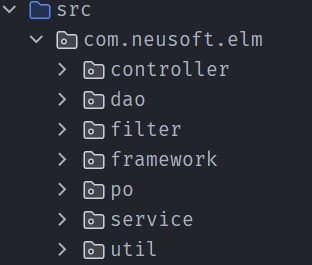 src
com.neusoft.elm
controller
dao
filter
framework
po
service
util